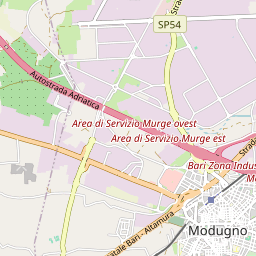 SP54
Autostrada Adriatica
Area di Servizio Murge ovest
Area di Servizio Murge est
Bari Zona Indus
Modugno
tale Bari - Altamura